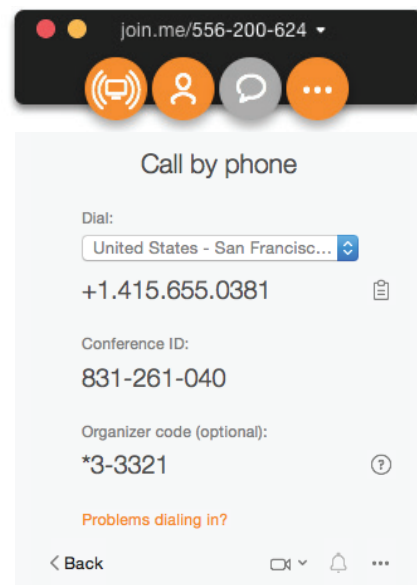 join.me/556-200-624
Call by phone
Dial:
United States - San Francisc...
+1.415.655.0381
Conference ID:
831-261-040
Organizer code (optional):
*3-3321
Problems dialing in?
Back